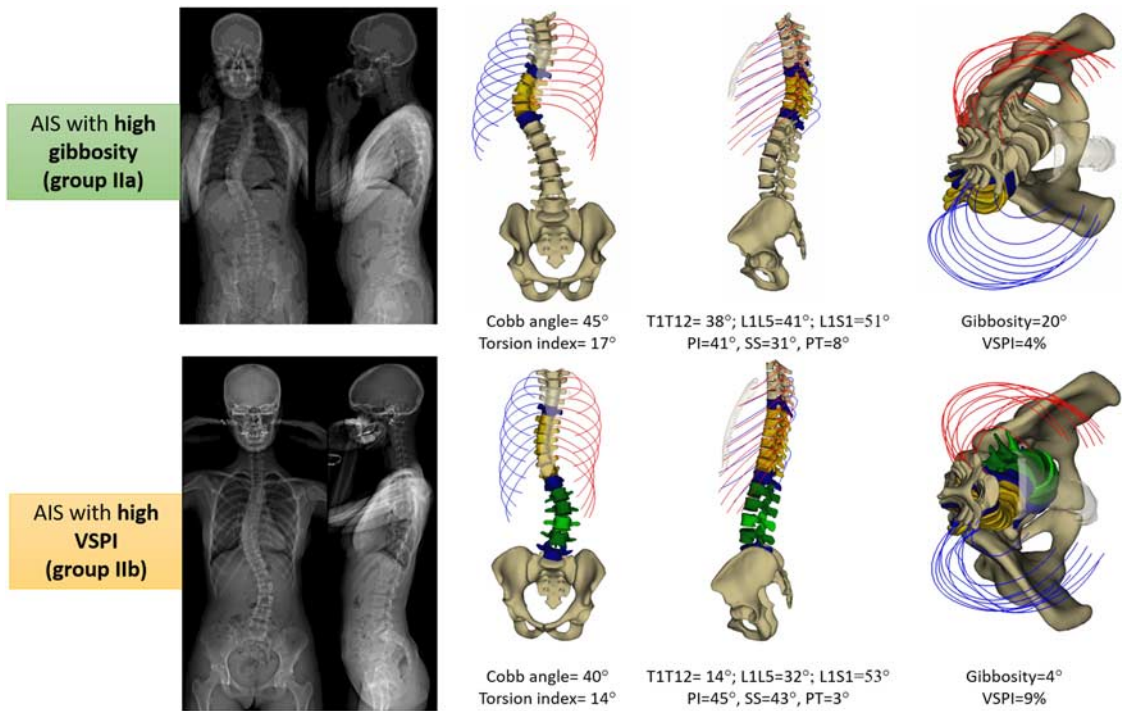 AIS with high
gibbosity
(group IIa)
Cobb angle= 45°
Torsion index= 17°
T1T12= 38°; L1L5=41°; L1S1=51°
PI=41°, SS=31°, PT=8°
Gibbosity=20°
VSPI=4%
AIS with high
VSPI
(group IIb)
Cobb angle= 40°
Torsion index= 14°
T1T12= 14°; L1L5=32°; L1S1=53°
PI=45°, SS=43°, PT=3°
Gibbosity=4°
VSPI=9%